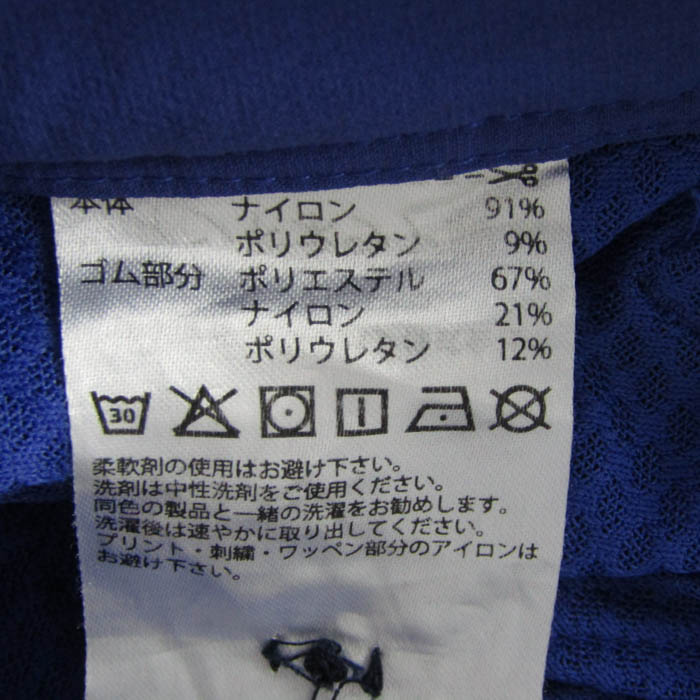 本体 ナイロン 91%
ポリウレタン 9%
ゴム部分 ポリエステル 67%
ナイロン 21%
ポリウレタン 12%
30
柔軟剤の使用はお避け下さい。
洗剤は中性洗剤をご使用ください。
同色の製品と一緒の洗濯をお勧めします。
洗濯後は速やかに取り出してください。
プリント・刺繍・ワッペン部分のアイロンは
お避け下さい。